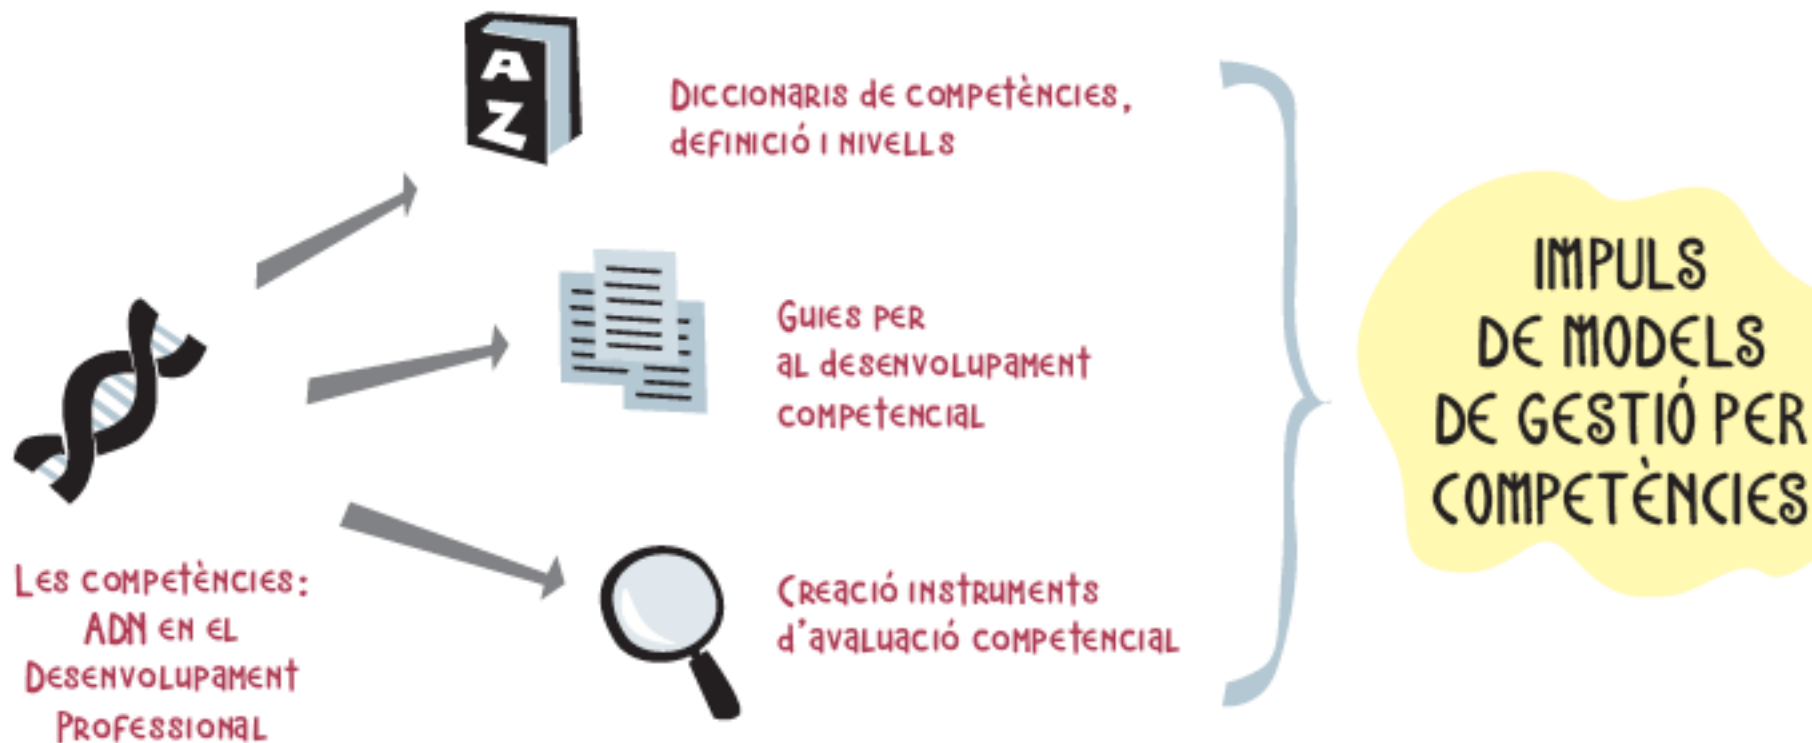 A
Z
Diccionaris de competències,
definició i nivells
Guies per
al desenvolupament
competencial
Creació instruments
d'avaluació competencial
Les competències:
ADN en el
Desenvolupament
Professional
IMPULS
DE MODELS
DE GESTIÓ PER
COMPETÈNCIES